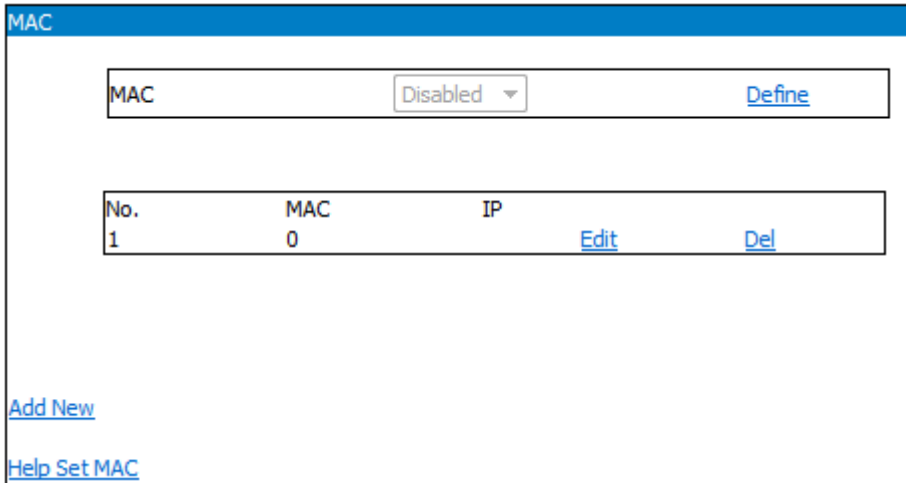 MAC
MAC Disabled Define
No. MAC IP
1 0 Edit Del
Add New
Help Set MAC